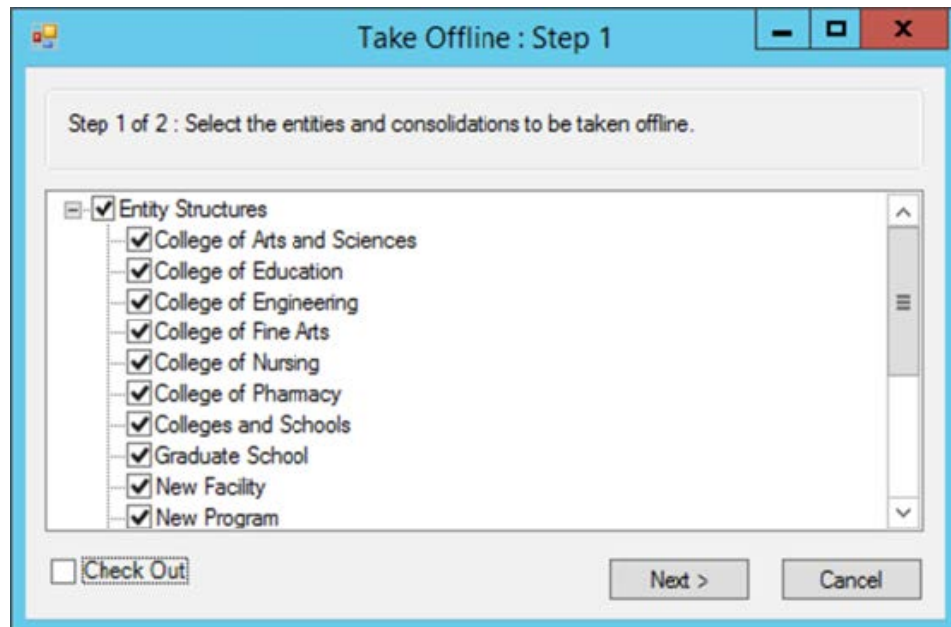 Take Offline : Step 1
Step 1 of 2 : Select the entities and consolidations to be taken offline.
Entity Structures
College of Arts and Sciences
College of Education
College of Engineering
College of Fine Arts
College of Nursing
College of Pharmacy
Colleges and Schools
Graduate School
New Facility
New Program
Check Out
Next >
Cancel